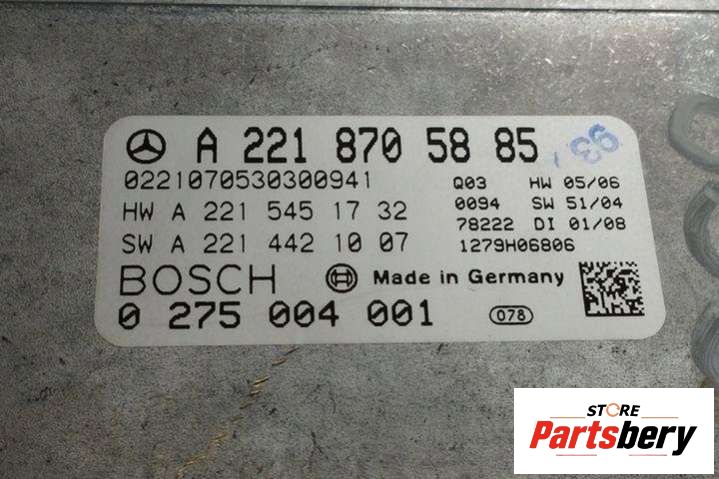 A 221 870 58 85
93
0221070530300941
Q03 HW 05/06
HW A 221 545 17 32
0094 SW 51/04
78222 DI 01/08
SW A 221 442 10 07
1279H06806
BOSCH Made in Germany
0 275 004 001
078
STORE
Partsbery